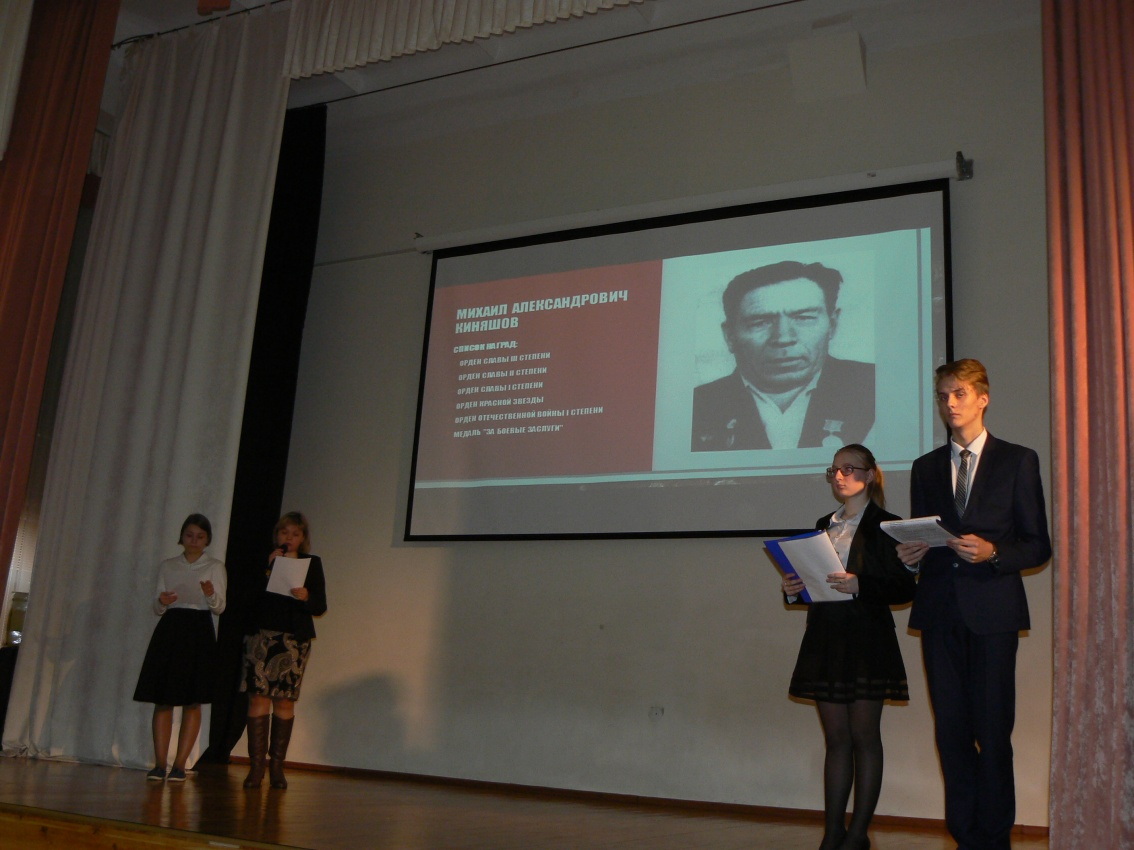 МИХАИЛ АЛЕКСАНДРОВИЧ
КИНЯШОВ
СПИСОК НАГРАД:
ОРДЕН СЛАВЫ III СТЕПЕНИ
ОРДЕН СЛАВЫ II СТЕПЕНИ
ОРДЕН СЛАВЫ I СТЕПЕНИ
ОРДЕН КРАСНОЙ ЗВЕЗДЫ
ОРДЕН ОТЕЧЕСТВЕННОЙ ВОЙНЫ I СТЕПЕНИ
МЕДАЛЬ "ЗА БОЕВЫЕ ЗАСЛУГИ"